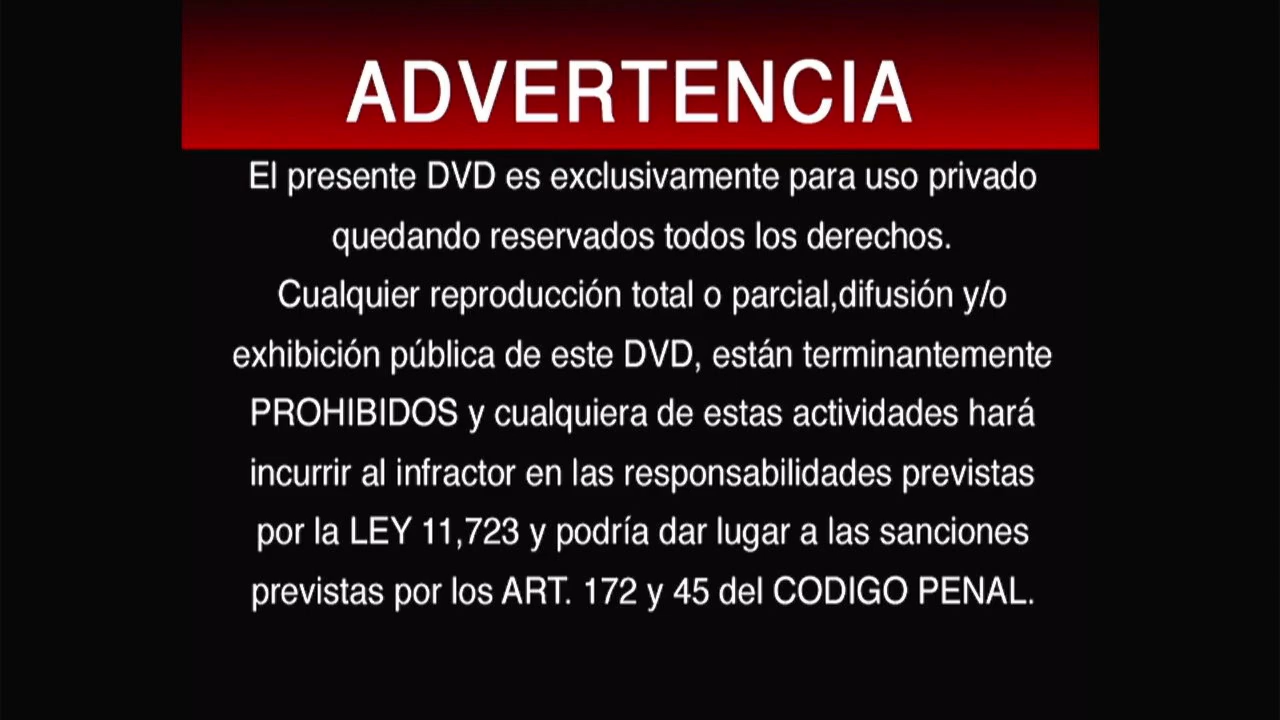 ADVERTENCIA
El presente DVD es exclusivamente para uso privado
quedando reservados todos los derechos.
Cualquier reproducción total o parcial,difusión y/o
exhibición pública de este DVD, están terminantemente
PROHIBIDOS y cualquiera de estas actividades hará
incurrir al infractor en las responsabilidades previstas
por la LEY 11,723 y podría dar lugar a las sanciones
previstas por los ART. 172 y 45 del CODIGO PENAL.